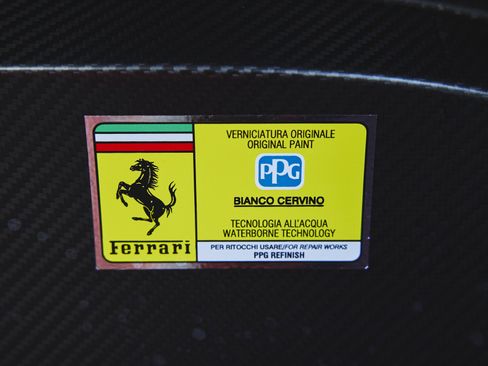 VERNICIATURA ORIGINALE
ORIGINAL PAINT
PPG
BIANCO CERVINO
TECNOLOGIA ALL'ACQUA
WATERBORNE TECHNOLOGY
PER RITOCCHI USARE/FOR REPAIR WORKS
PPG REFINISH
Ferrari